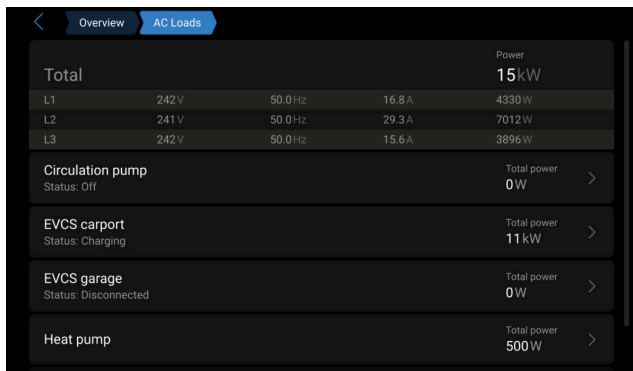 Overview AC Loads
Power
Total 15kW
L1 242V 50.0Hz 16.8A 4330W
L2 241V 50.0Hz 29.3A 7012W
L3 242V 50.0Hz 15.6A 3896W
Circulation pump Total power
Status: Off 0W
EVCS carport Total power
Status: Charging 11kW
EVCS garage Total power
Status: Disconnected 0W
Heat pump Total power
500W